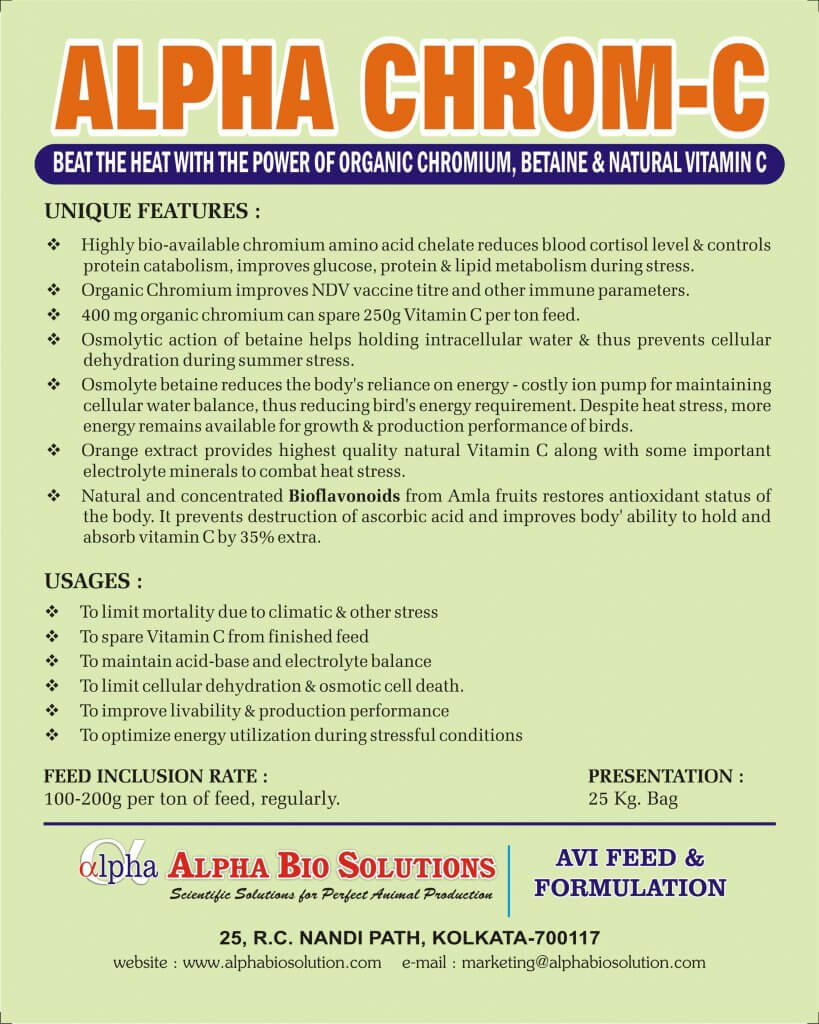 ALPHA CHROM-C
BEAT THE HEAT WITH THE POWER OF ORGANIC CHROMIUM, BETAINE & NATURAL VITAMIN C
UNIQUE FEATURES :
❖ Highly bio-available chromium amino acid chelate reduces blood cortisol level & controls
protein catabolism, improves glucose, protein & lipid metabolism during stress.
❖ Organic Chromium improves NDV vaccine titre and other immune parameters.
❖ 400 mg organic chromium can spare 250g Vitamin C per ton feed.
❖ Osmolytic action of betaine helps holding intracellular water & thus prevents cellular
dehydration during summer stress.
❖ Osmolyte betaine reduces the body's reliance on energy - costly ion pump for maintaining
cellular water balance, thus reducing bird's energy requirement. Despite heat stress, more
energy remains available for growth & production performance of birds.
❖ Orange extract provides highest quality natural Vitamin C along with some important
electrolyte minerals to combat heat stress.
❖ Natural and concentrated Bioflavonoids from Amla fruits restores antioxidant status of
the body. It prevents destruction of ascorbic acid and improves body' ability to hold and
absorb vitamin C by 35% extra.
USAGES :
❖ To limit mortality due to climatic & other stress
❖ To spare Vitamin C from finished feed
❖ To maintain acid-base and electrolyte balance
❖ To limit cellular dehydration & osmotic cell death.
❖ To improve livability & production performance
❖ To optimize energy utilization during stressful conditions
FEED INCLUSION RATE :
100-200g per ton of feed, regularly.
PRESENTATION :
25 Kg. Bag
αlpha ALPHA BIO SOLUTIONS
Scientific Solutions for Perfect Animal Production
AVI FEED &
FORMULATION
25, R.C. NANDI PATH, KOLKATA-700117
website : www.alphabiosolution.com e-mail : marketing@alphabiosolution.com